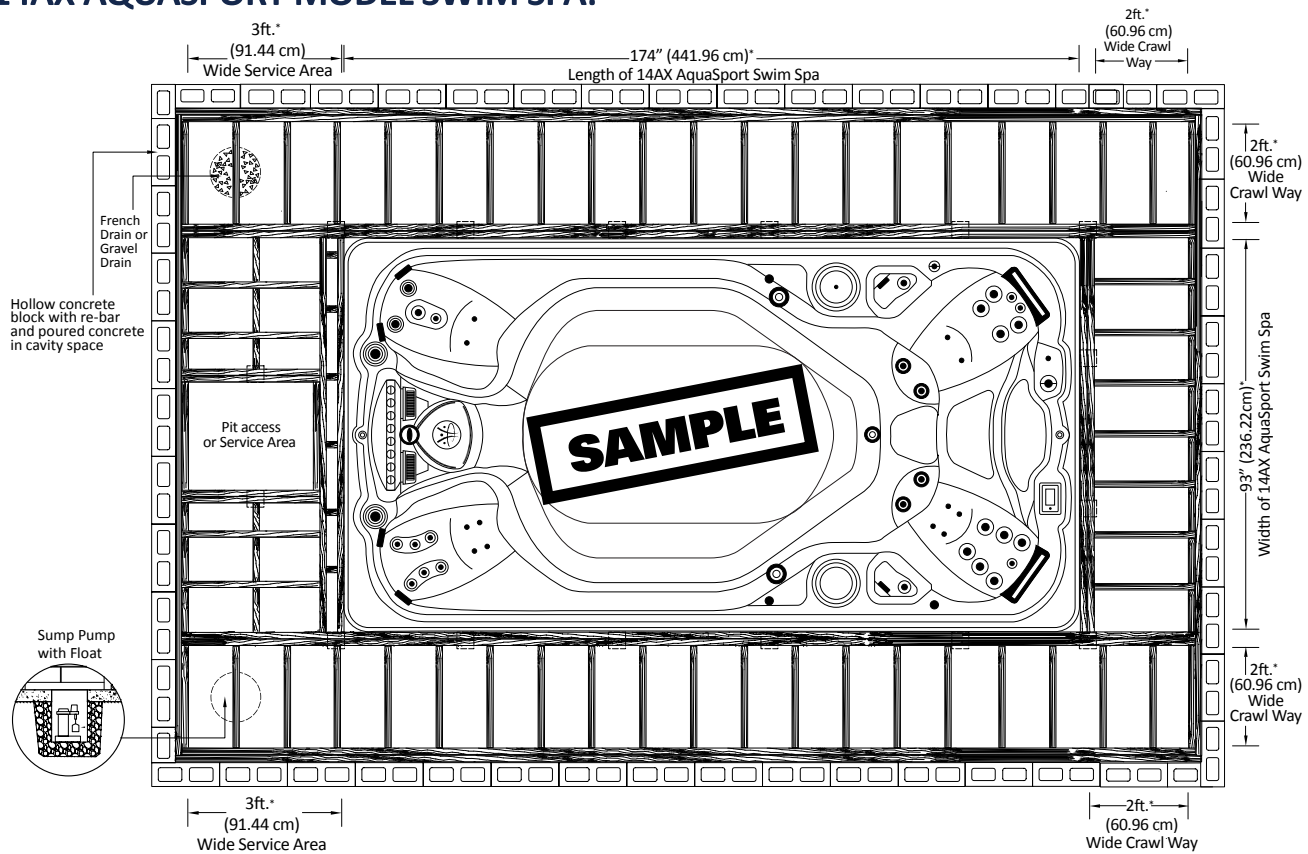 14AX AQUASPORT MODEL SWIM SPA:
3ft.*
(91.44 cm)
Wide Service Area
174” (441.96 cm)*
Length of 14AX AquaSport Swim Spa
2ft.*
(60.96 cm)
Wide Crawl
Way
2ft.*
(60.96 cm)
Wide
Crawl Way
French
Drain or
Gravel
Drain
Hollow concrete
block with re-bar
and poured concrete
in cavity space
Pit access
or Service Area
SAMPLE
93” (236.22cm)*
Width of 14AX AquaSport Swim Spa
Sump Pump
with Float
2ft.*
(60.96 cm)
Wide
Crawl Way
3ft.*
(91.44 cm)
Wide Service Area
2ft.*
(60.96 cm)
Wide Crawl Way